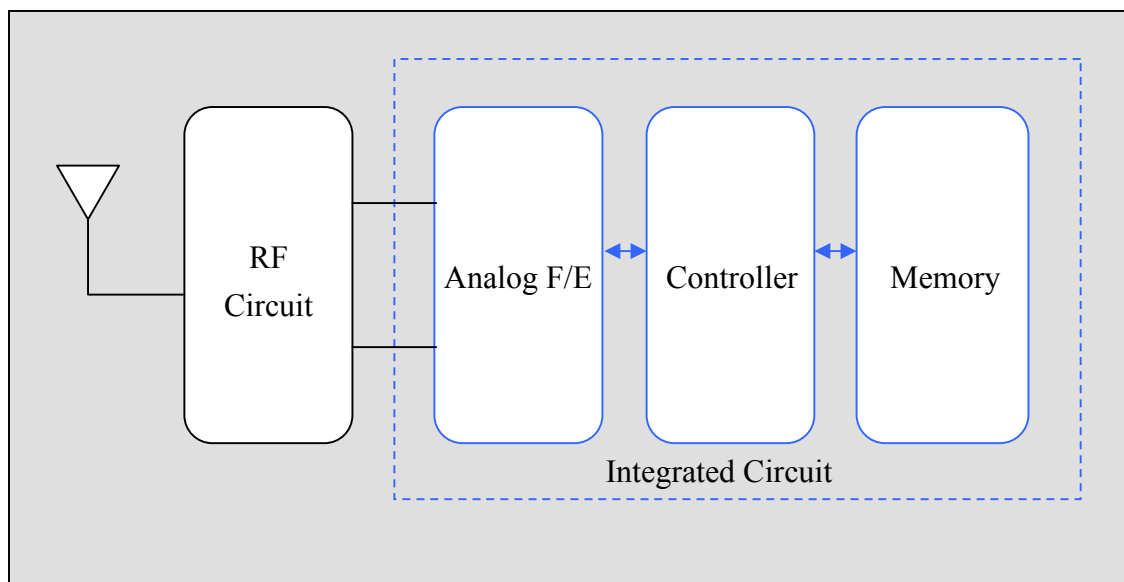 RF
Circuit
Analog F/E
Controller
Memory
Integrated Circuit